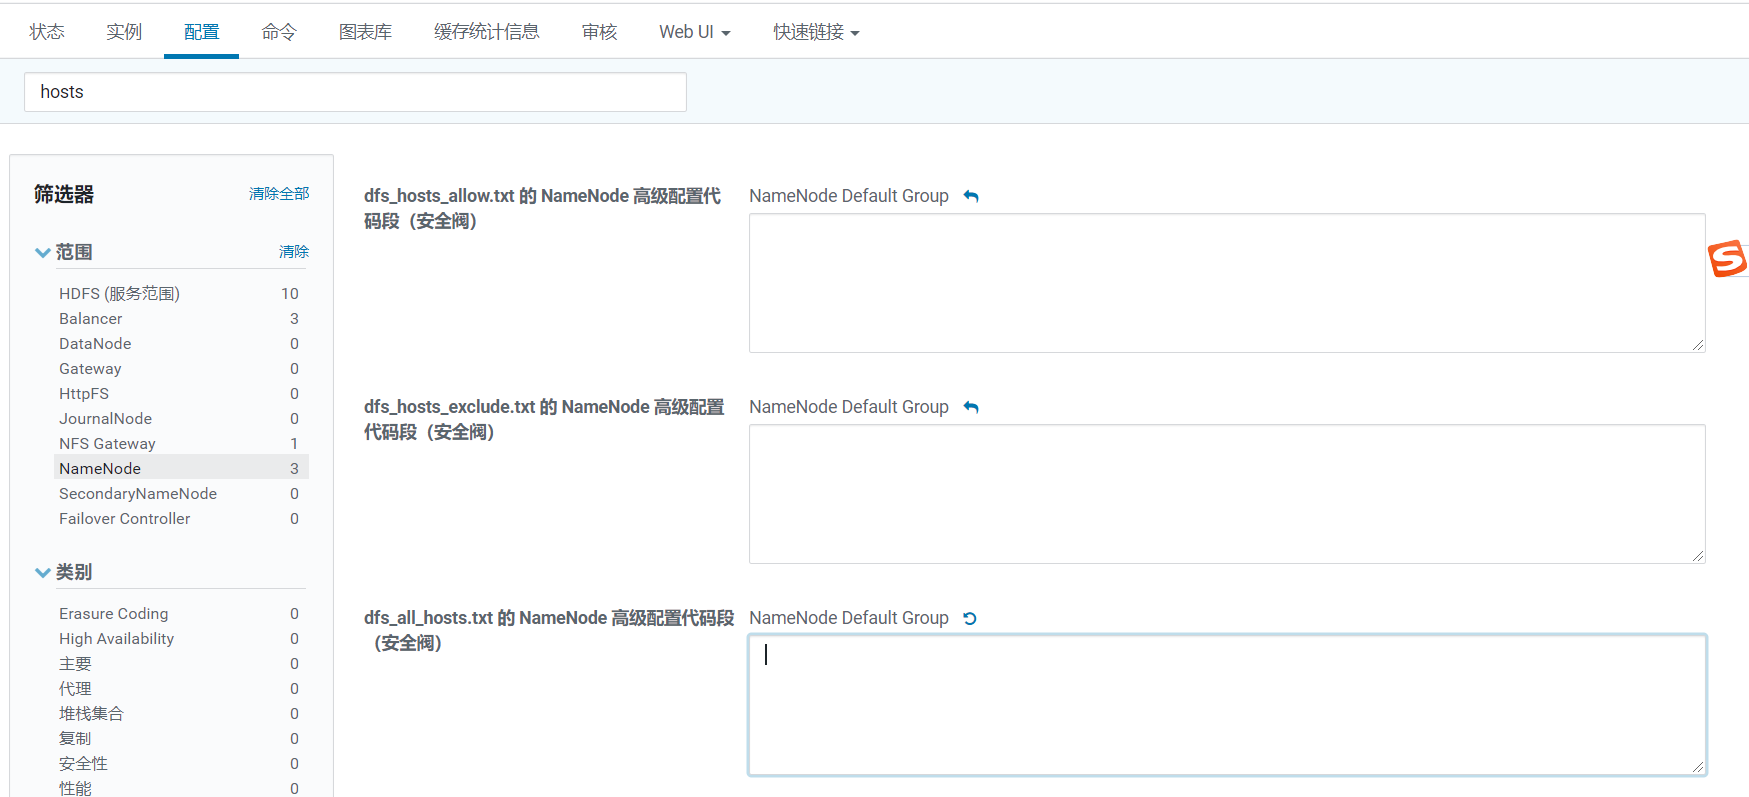 状态 实例 配置 命令 图表库 缓存统计信息 审核 Web UI 快速链接
hosts
筛选器 清除全部
范围 清除
HDFS (服务范围) 10
Balancer 3
DataNode 0
Gateway 0
HttpFS 0
JournalNode 0
NFS Gateway 1
NameNode 3
SecondaryNameNode 0
Failover Controller 0
类别
Erasure Coding 0
High Availability 0
主要 0
代理 0
堆栈集合 0
复制 0
安全性 0
性能 0
dfs_hosts_allow.txt 的 NameNode 高级配置代
码段（安全阀）
NameNode Default Group
dfs_hosts_exclude.txt 的 NameNode 高级配置
代码段（安全阀）
NameNode Default Group
dfs_all_hosts.txt 的 NameNode 高级配置代码段
（安全阀）
NameNode Default Group
S